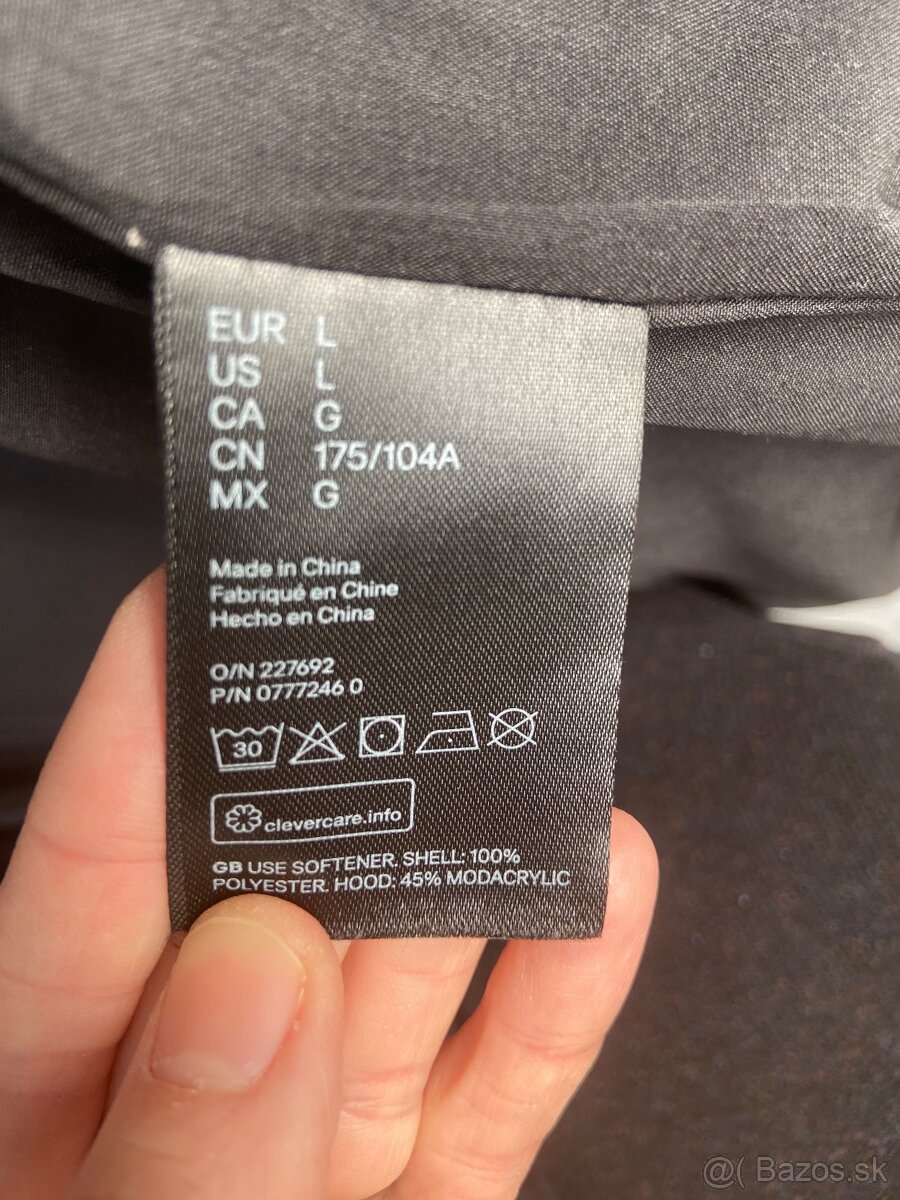 EUR L
US L
CA G
CN 175/104A
MX G
Made in China
Fabriqué en Chine
Hecho en China
O/N 227692
P/N 0777246 0
30
clevercare.info
GB USE SOFTENER. SHELL: 100%
POLYESTER. HOOD: 45% MODACRYLIC
@( Bazos.sk